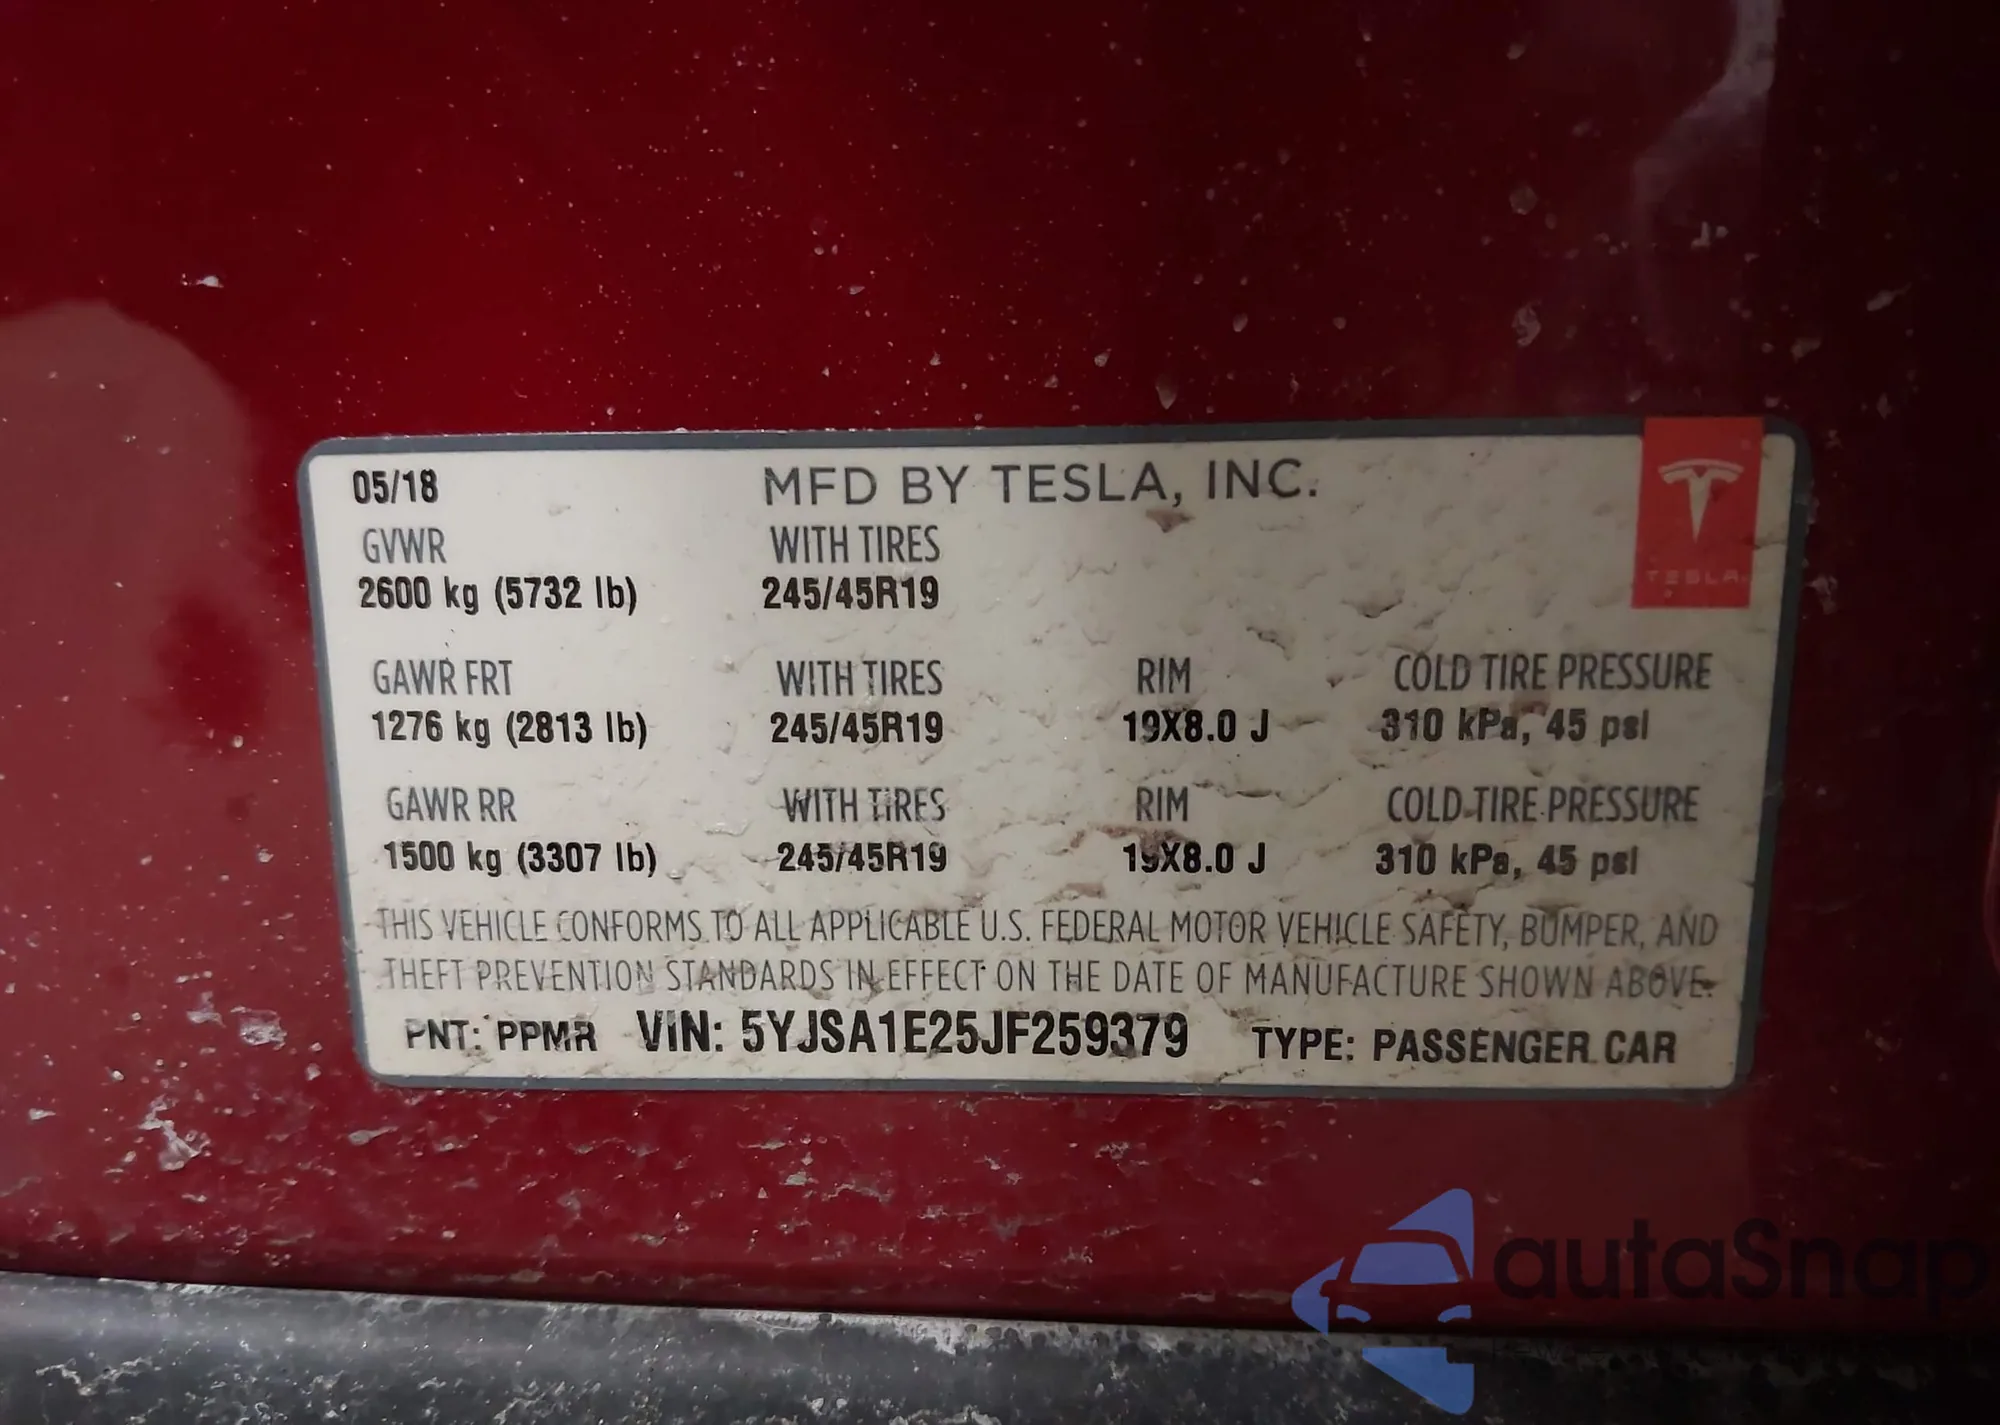 05/18 MFD BY TESLA, INC.
GVWR WITH TIRES
2600 kg (5732 lb) 245/45R19
TESLA
GAWR FRT WITH TIRES RIM COLD TIRE PRESSURE
1276 kg (2813 lb) 245/45R19 19X8.0 J 310 kPa, 45 psi
GAWR RR WITH TIRES RIM COLD TIRE PRESSURE
1500 kg (3307 lb) 245/45R19 19X8.0 J 310 kPa, 45 psi
THIS VEHICLE CONFORMS TO ALL APPLICABLE U.S. FEDERAL MOTOR VEHICLE SAFETY, BUMPER, AND
THEFT PREVENTION STANDARDS IN EFFECT ON THE DATE OF MANUFACTURE SHOWN ABOVE.
PNT: PPMR VIN: 5YJSA1E25JF259379 TYPE: PASSENGER CAR
autaSnap